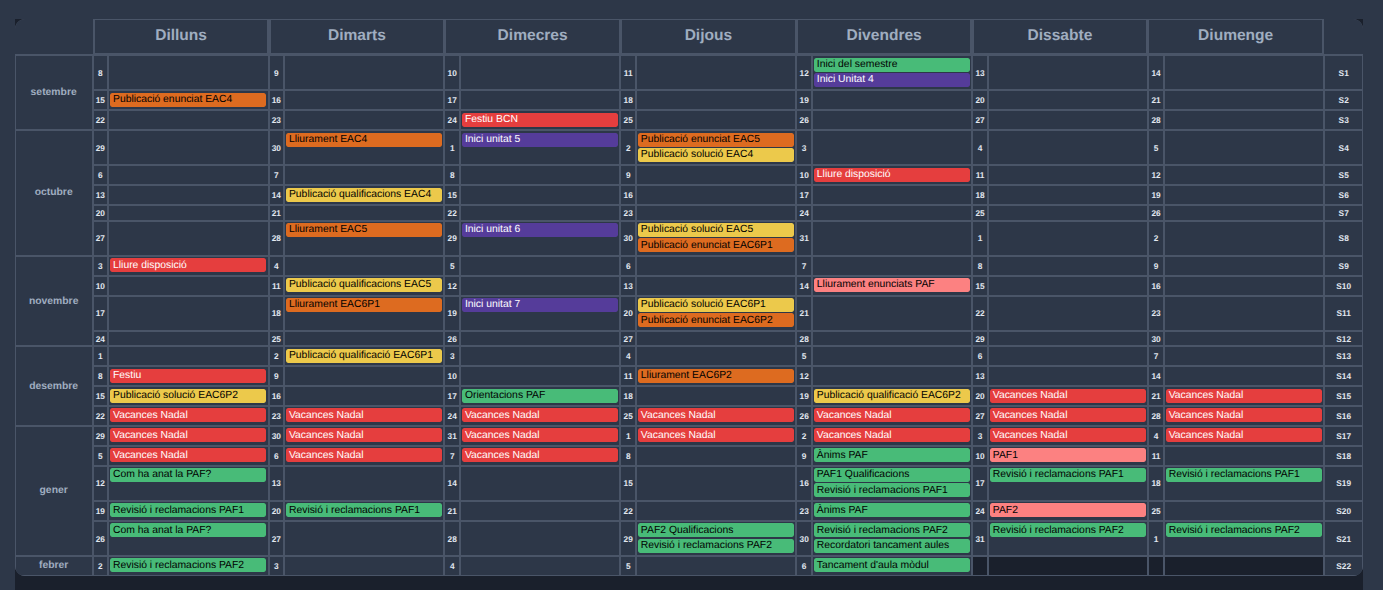 Dilluns Dimarts Dimecres Dijous Divendres Dissabte Diumenge
setembre
8 9 10 11 12 Inici del semestre 13 14 S1
Inici Unitat 4
15 Publicació enunciat EAC4 16 17 18 19 20 21 S2
22 23 24 Festiu BCN 25 26 27 28 S3
octubre
29 30 Lliurament EAC4 1 Inici unitat 5 2 Publicació enunciat EAC5 3 4 5 S4
Publicació solució EAC4
6 7 8 9 10 Lliure disposició 11 12 S5
13 14 Publicació qualificacions EAC4 15 16 17 18 19 S6
20 21 22 23 24 25 26 S7
27 28 Lliurament EAC5 29 Inici unitat 6 30 Publicació solució EAC5 31 1 2 S8
Publicació enunciat EAC6P1
novembre
3 Lliure disposició 4 5 6 7 8 9 S9
10 11 Publicació qualificacions EAC5 12 13 14 Lliurament enunciats PAF 15 16 S10
17 18 Lliurament EAC6P1 19 Inici unitat 7 20 Publicació solució EAC6P1 21 22 23 S11
Publicació enunciat EAC6P2
24 25 26 27 28 29 30 S12
desembre
1 2 Publicació qualificació EAC6P1 3 4 5 6 7 S13
8 Festiu 9 10 11 Lliurament EAC6P2 12 13 14 S14
15 Publicació solució EAC6P2 16 17 Orientacions PAF 18 19 Publicació qualificació EAC6P2 20 Vacances Nadal 21 Vacances Nadal S15
22 Vacances Nadal 23 Vacances Nadal 24 Vacances Nadal 25 Vacances Nadal 26 Vacances Nadal 27 Vacances Nadal 28 Vacances Nadal S16
gener
29 Vacances Nadal 30 Vacances Nadal 31 Vacances Nadal 1 Vacances Nadal 2 Vacances Nadal 3 Vacances Nadal 4 Vacances Nadal S17
5 Vacances Nadal 6 Vacances Nadal 7 Vacances Nadal 8 9 Ànims PAF 10 PAF1 11 S18
12 Com ha anat la PAF? 13 14 15 16 PAF1 Qualificacions 17 Revisió i reclamacions PAF1 18 Revisió i reclamacions PAF1 S19
Revisió i reclamacions PAF1
19 Revisió i reclamacions PAF1 20 Revisió i reclamacions PAF1 21 22 23 Ànims PAF 24 PAF2 25 S20
26 Com ha anat la PAF? 27 28 29 PAF2 Qualificacions 30 Revisió i reclamacions PAF2 31 Revisió i reclamacions PAF2 1 Revisió i reclamacions PAF2 S21
Revisió i reclamacions PAF2 Recordatori tancament aules
febrer
2 Revisió i reclamacions PAF2 3 4 5 6 Tancament d'aula mòdul S22